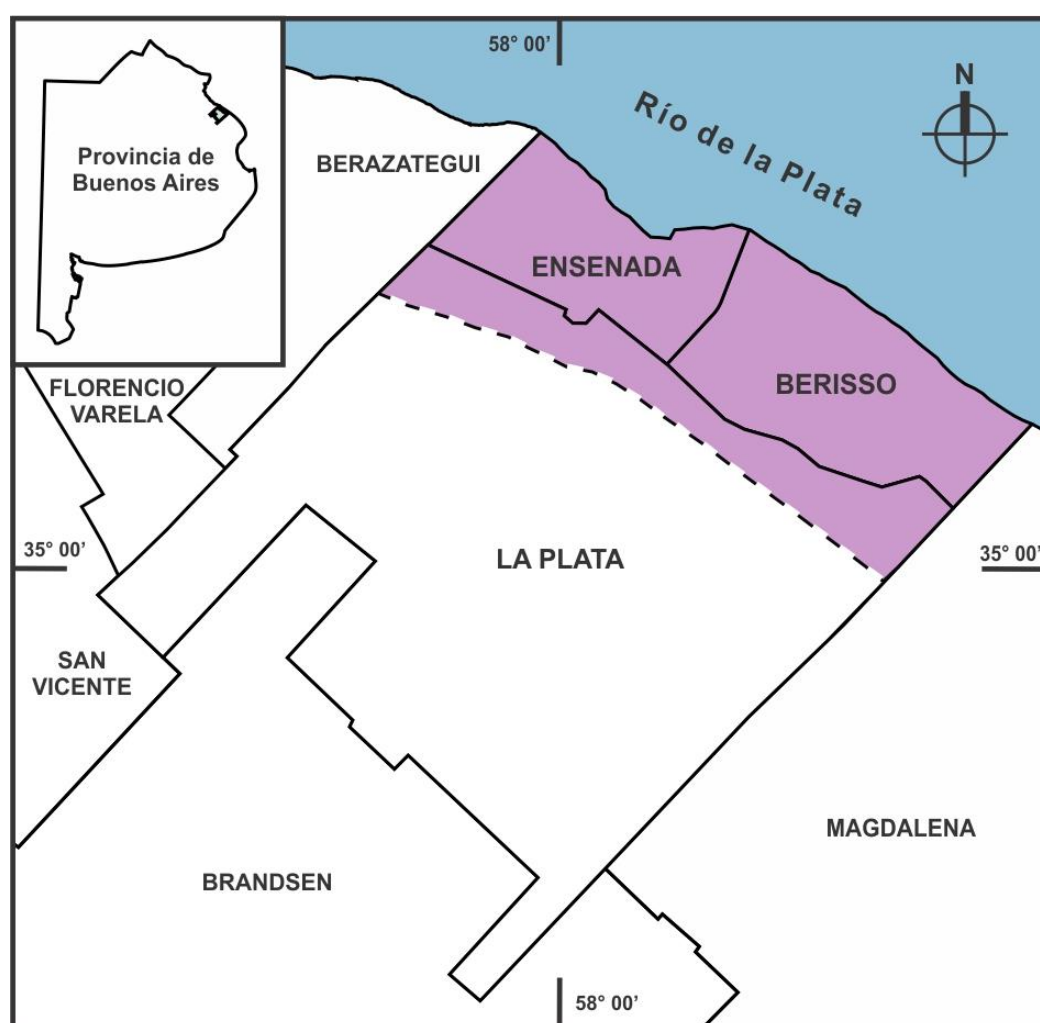 58° 00’
N
Río de la Plata
Provincia de
Buenos Aires
BERAZATEGUI
ENSENADA
BERISSO
FLORENCIO
VARELA
35° 00’
LA PLATA
35° 00’
SAN
VICENTE
MAGDALENA
BRANDSEN
58° 00’